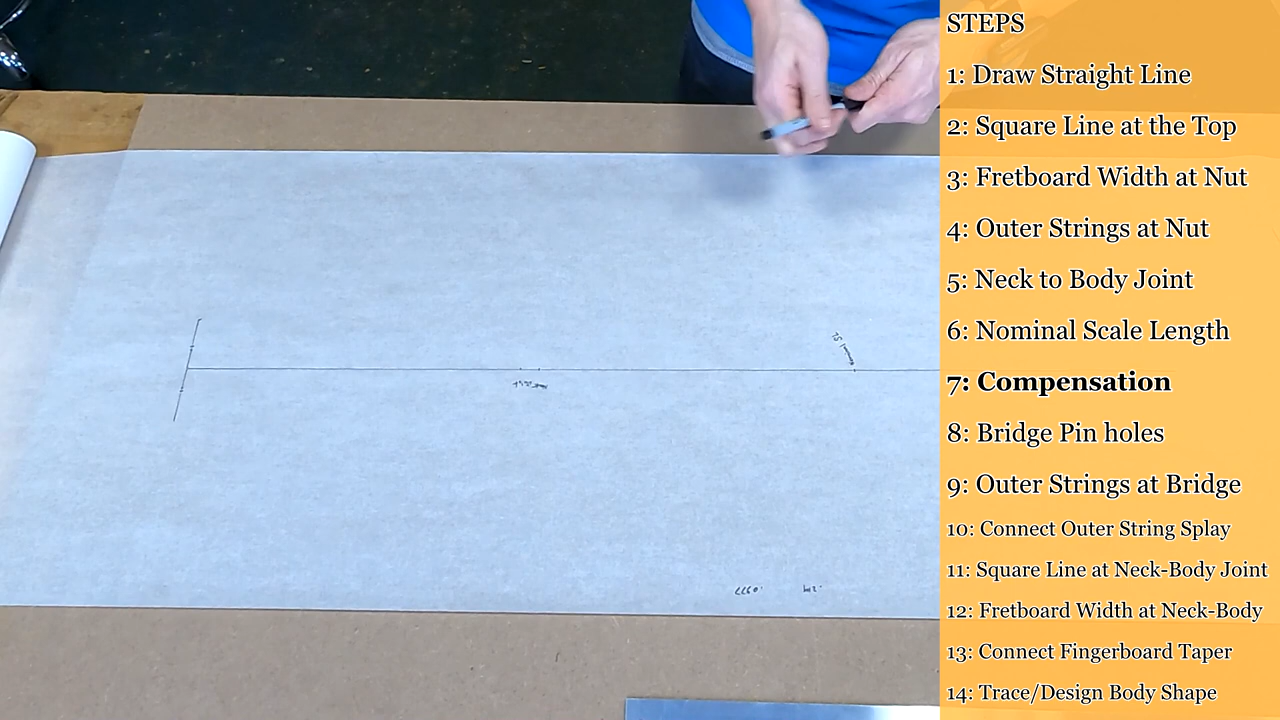 STEPS
1: Draw Straight Line
2: Square Line at the Top
3: Fretboard Width at Nut
4: Outer Strings at Nut
5: Neck to Body Joint
6: Nominal Scale Length
7: Compensation
8: Bridge Pin holes
9: Outer Strings at Bridge
10: Connect Outer String Splay
11: Square Line at Neck-Body Joint
12: Fretboard Width at Neck-Body
13: Connect Fingerboard Taper
14: Trace/Design Body Shape
Nominal SL
.0977